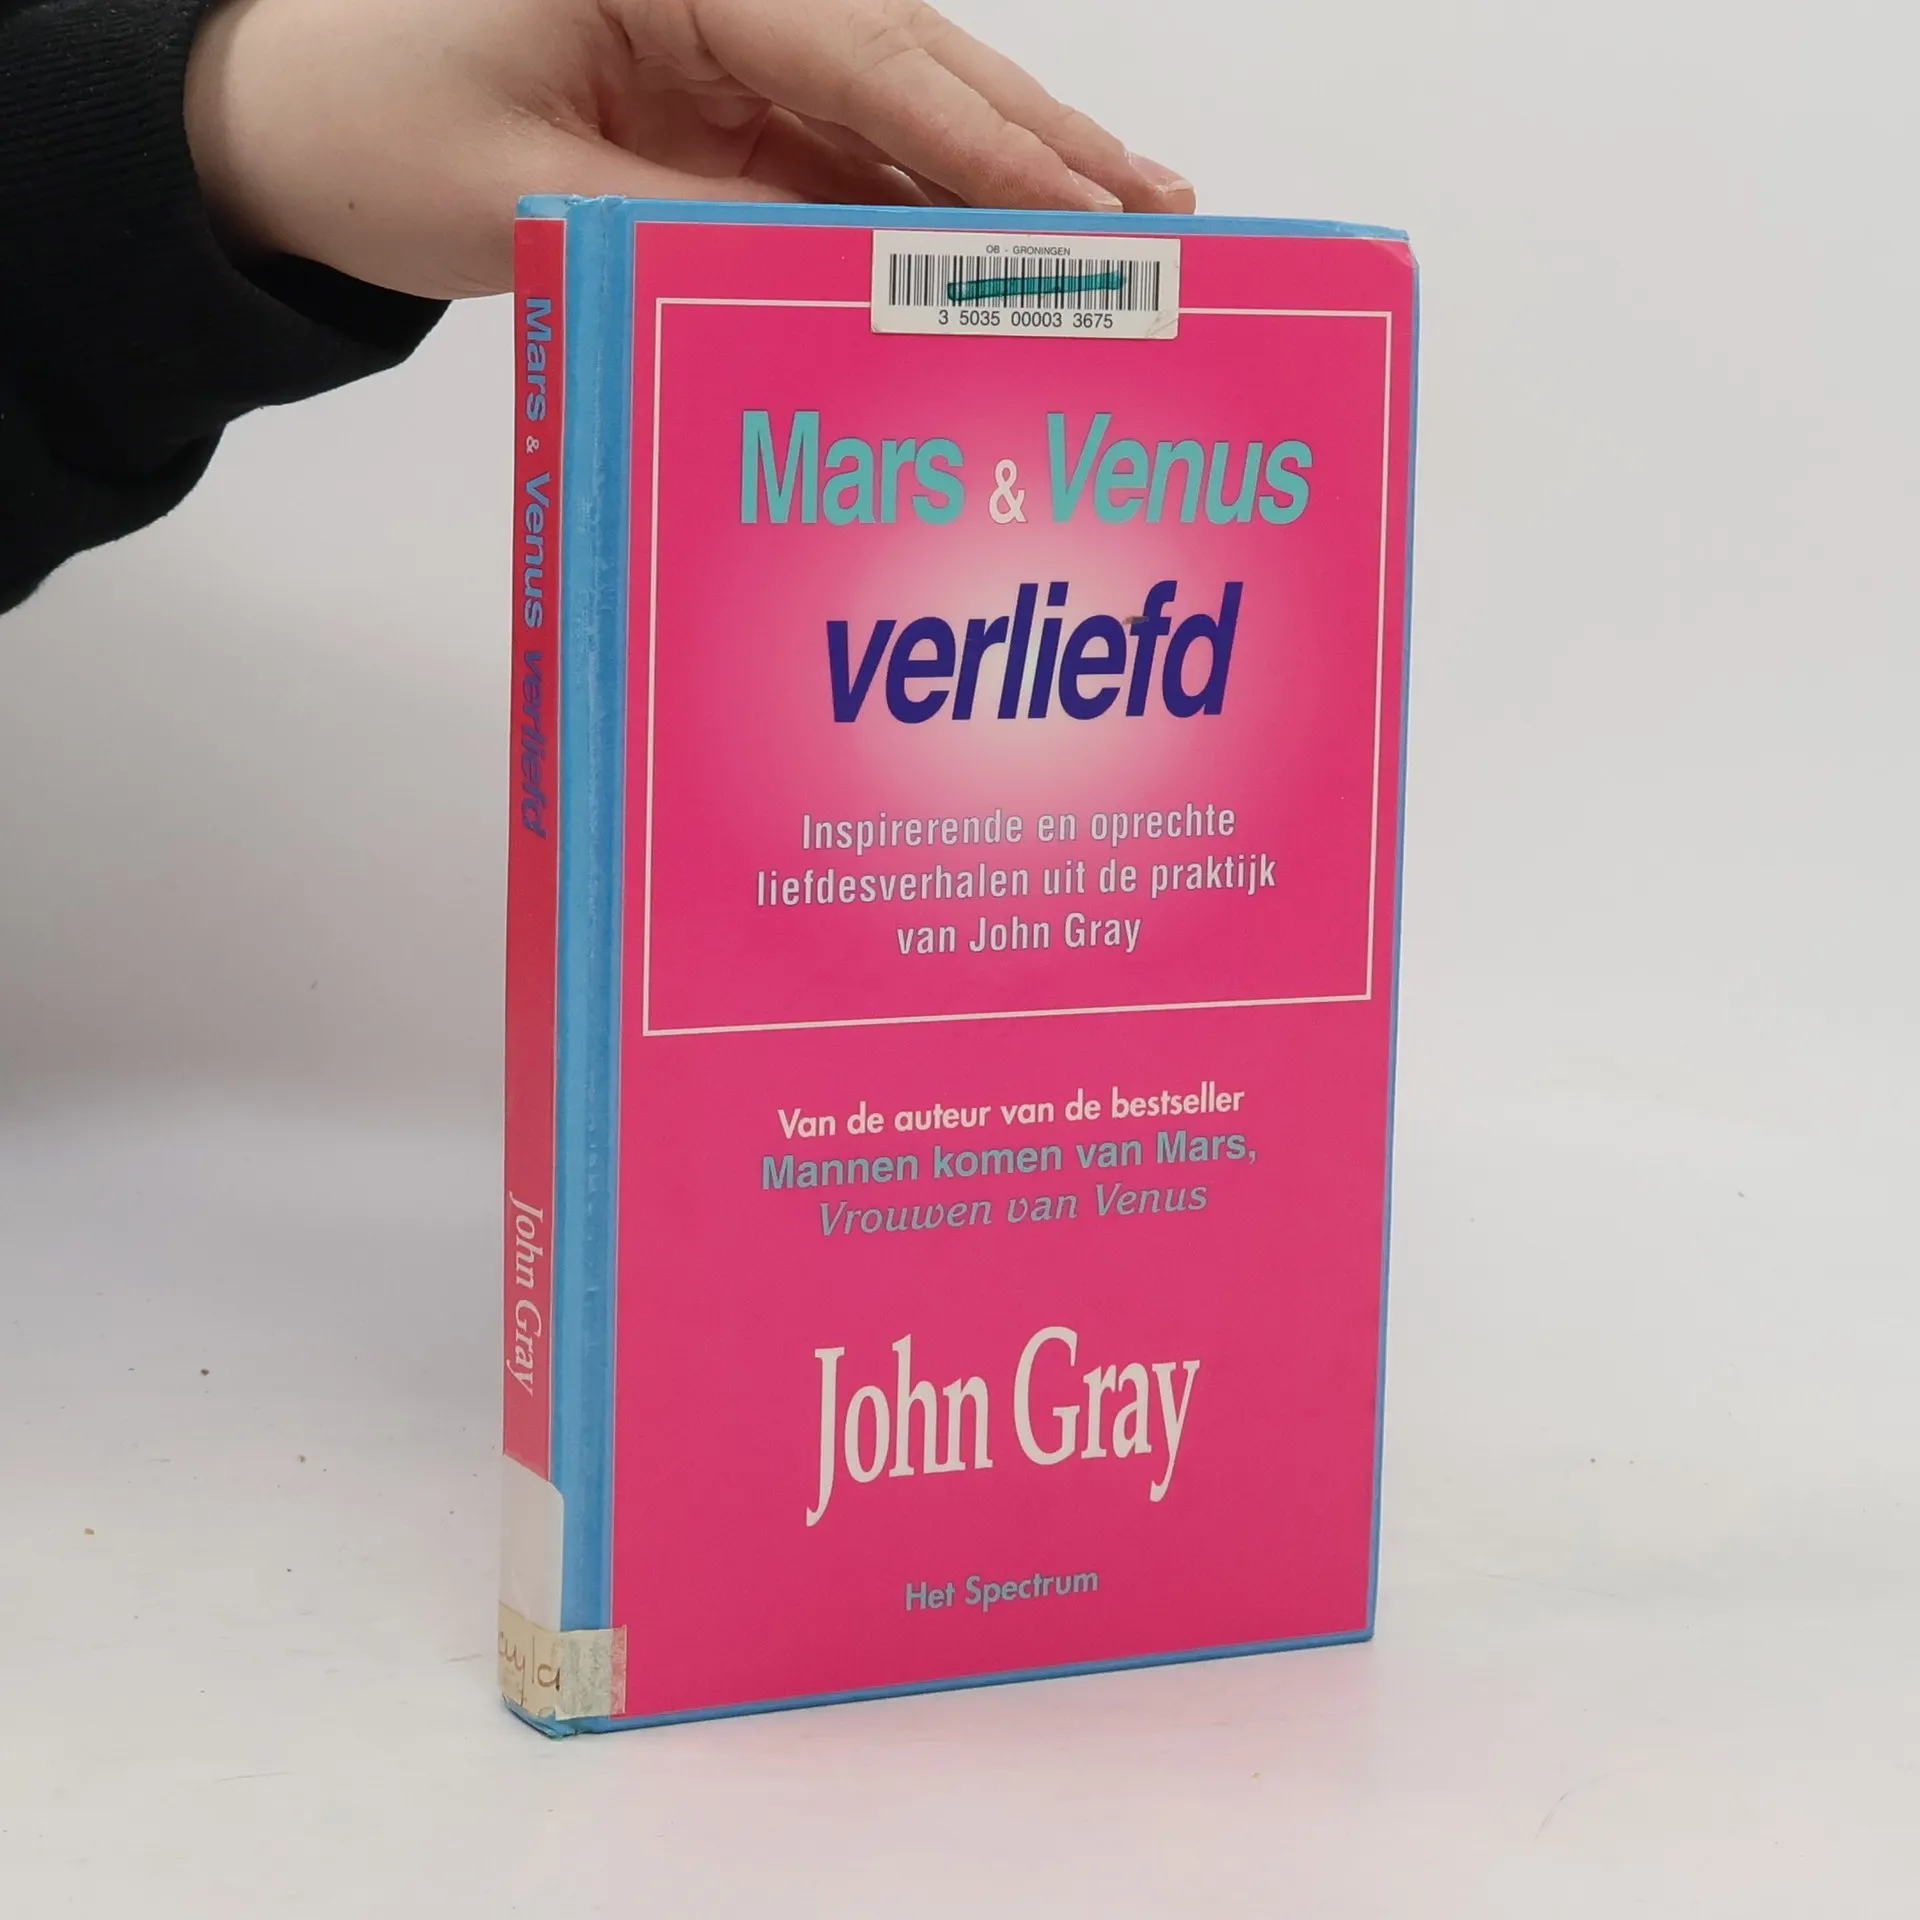 OB - GRONINGEN
3 5035 00003 3675
Mars & Venus
verliefd
Inspirerende en oprechte
liefdesverhalen uit de praktijk
van John Gray
Van de auteur van de bestseller
Mannen komen van Mars,
Vrouwen van Venus
John Gray
Het Spectrum
Mars & Venus verliefd
John Gray